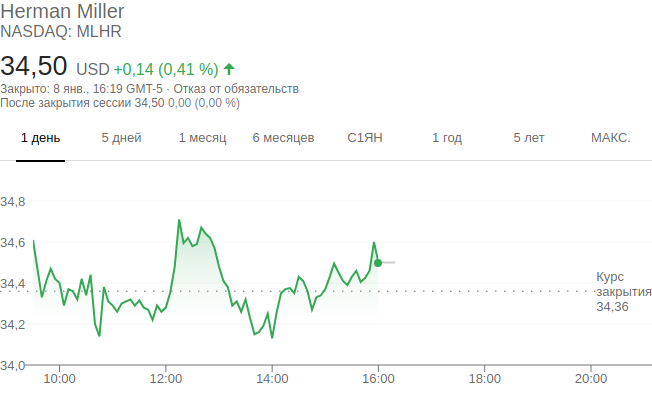 Herman Miller
NASDAQ: MLHR
34,50 USD +0,14 (0,41 %)
Закрыто: 8 янв., 16:19 GMT-5 · Отказ от обязательств
После закрытия сессии 34,50 0,00 (0,00 %)
1 день 5 дней 1 месяц 6 месяцев С1ЯН 1 год 5 лет МАКС.
34,8
34,6
34,4
Курс
закрытия
34,36
34,2
34,0
10:00 12:00 14:00 16:00 18:00 20:00